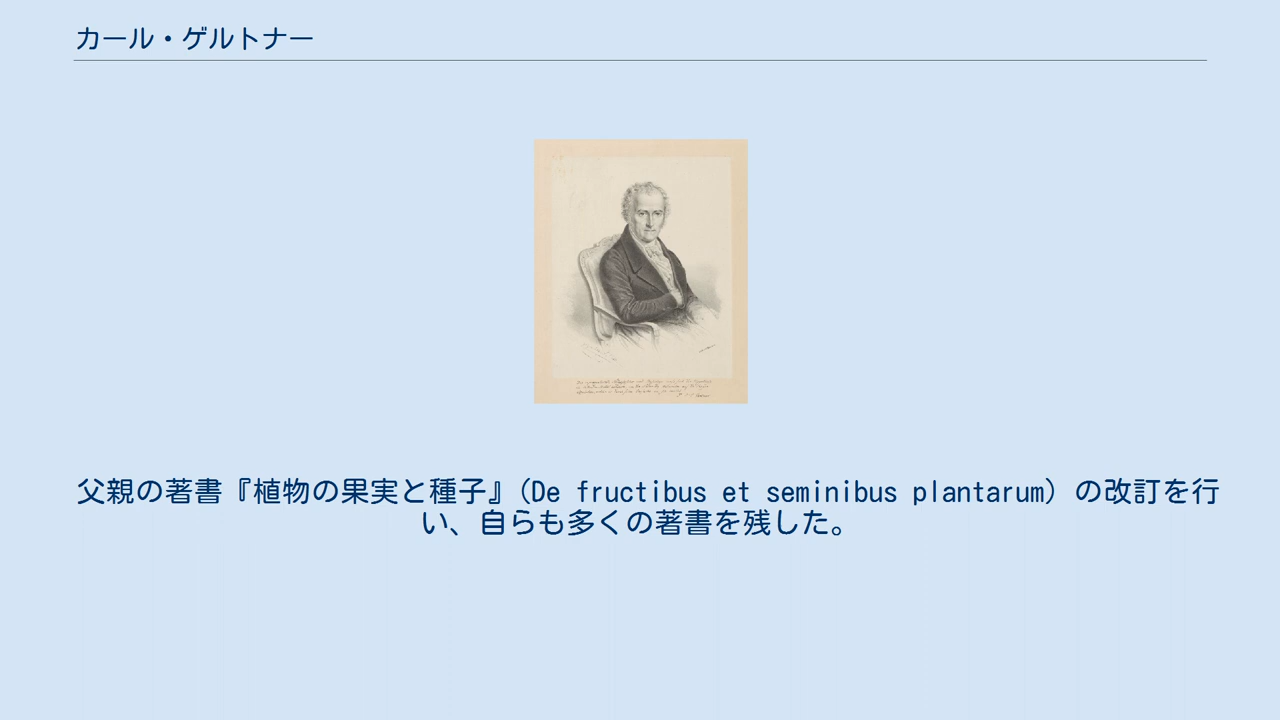 カール・ゲルトナー
父親の著書『植物の果実と種子』(De fructibus et seminibus plantarum) の改訂を行
い、自らも多くの著書を残した。